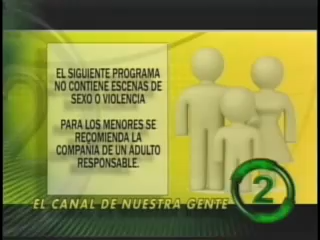 EL SIGUIENTE PROGRAMA
NO CONTIENE ESCENAS DE
SEXO O VIOLENCIA
PARA LOS MENORES SE
RECOMIENDA LA
COMPAÑIA DE UN ADULTO
RESPONSABLE.
EL CANAL DE NUESTRA GENTE
2